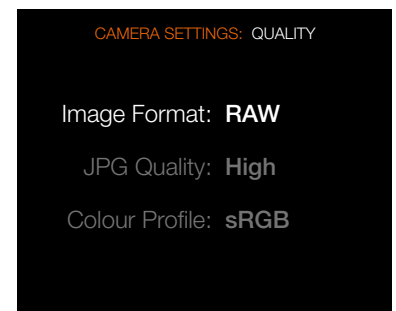 CAMERA SETTINGS: QUALITY
Image Format: RAW
JPG Quality: High
Colour Profile: sRGB